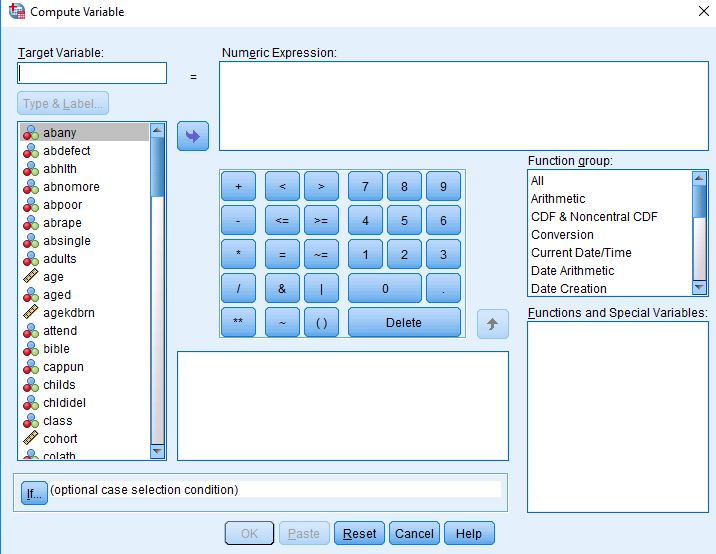 Compute Variable
Target Variable:
=
Numeric Expression:
Type & Label...
abany
abdefect
abhlth
abnomore
abpoor
abrape
absingle
adults
age
aged
agekdbrn
attend
bible
cappun
childs
chldidel
class
cohort
colath
+ < > 7 8 9
- <= >= 4 5 6
* = ~= 1 2 3
/ & | 0 .
** ~ ( ) Delete
Function group:
All
Arithmetic
CDF & Noncentral CDF
Conversion
Current Date/Time
Date Arithmetic
Date Creation
Functions and Special Variables:
If... (optional case selection condition)
OK Paste Reset Cancel Help